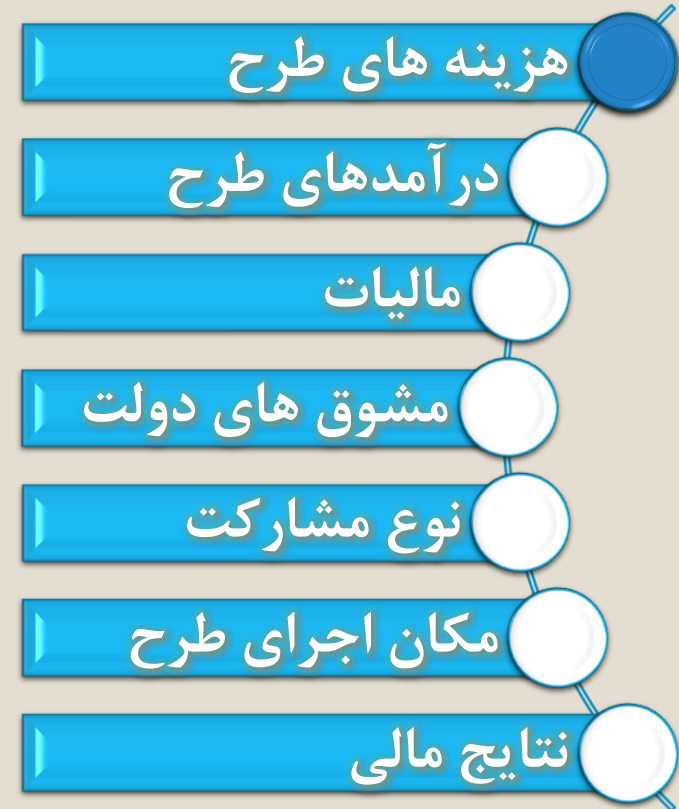 هزینه های طرح
درآمدهای طرح
مالیات
مشوق های دولت
نوع مشارکت
مکان اجرای طرح
نتایج مالی